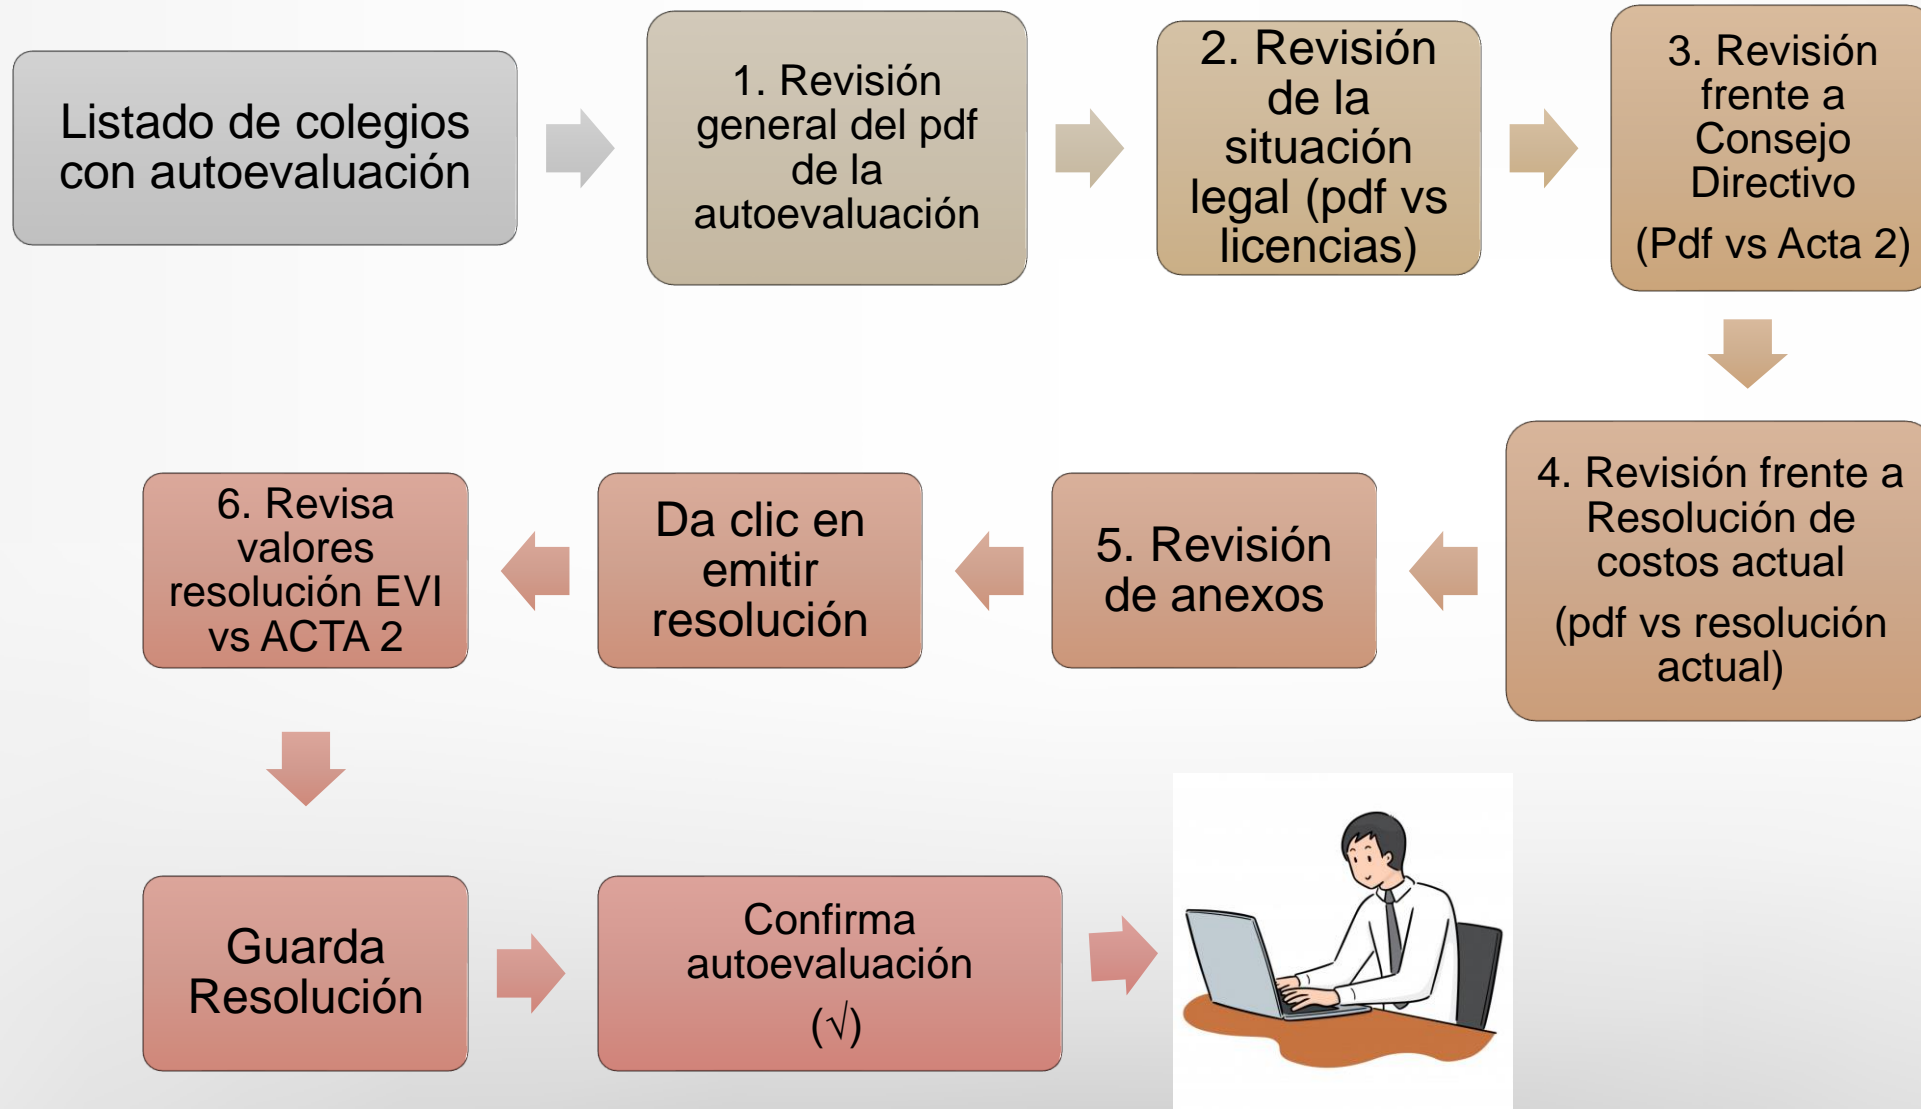 Listado de colegios
con autoevaluación
1. Revisión
general del pdf
de la
autoevaluación
2. Revisión
de la
situación
legal (pdf vs
licencias)
3. Revisión
frente a
Consejo
Directivo
(Pdf vs Acta 2)
4. Revisión frente a
Resolución de
costos actual
(pdf vs resolución
actual)
5. Revisión
de anexos
Da clic en
emitir
resolución
6. Revisa
valores
resolución EVI
vs ACTA 2
Guarda
Resolución
Confirma
autoevaluación
(√)